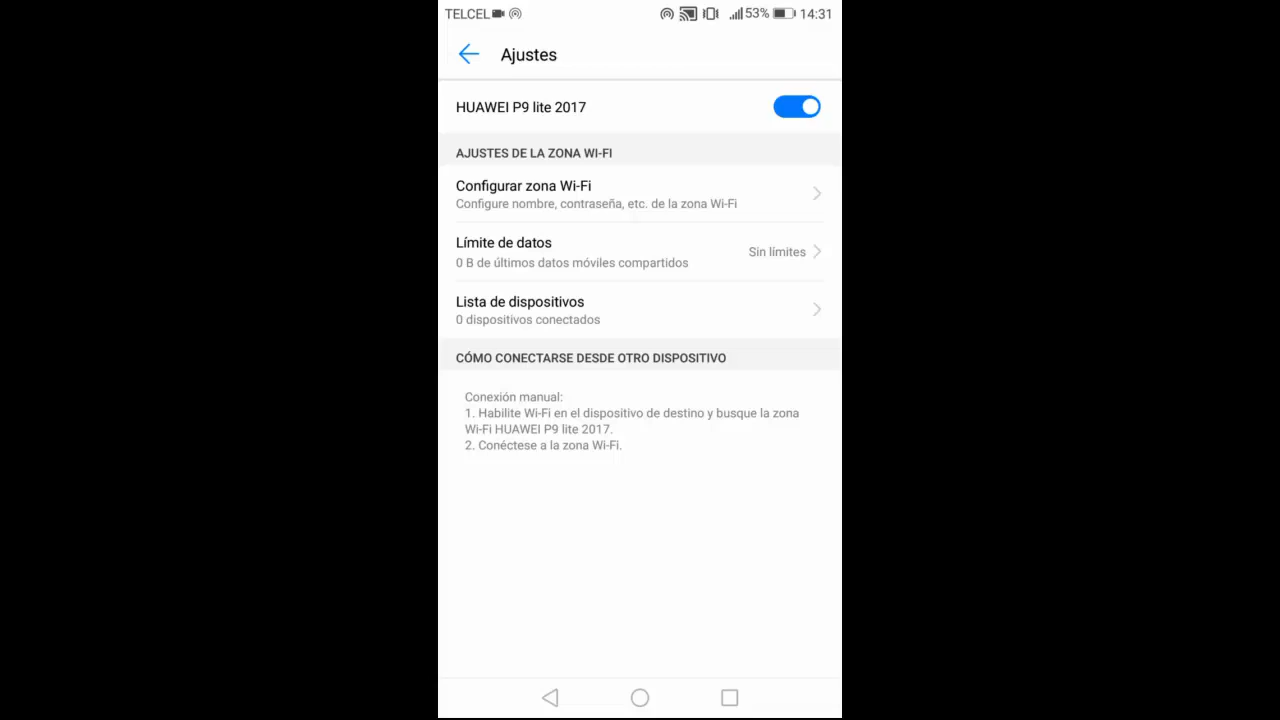 TELCEL 53% 14:31
Ajustes
HUAWEI P9 lite 2017
AJUSTES DE LA ZONA WI-FI
Configurar zona Wi-Fi
Configure nombre, contraseña, etc. de la zona Wi-Fi
Límite de datos
Sin límites
0 B de últimos datos móviles compartidos
Lista de dispositivos
0 dispositivos conectados
CÓMO CONECTARSE DESDE OTRO DISPOSITIVO
Conexión manual:
1. Habilite Wi-Fi en el dispositivo de destino y busque la zona
Wi-Fi HUAWEI P9 lite 2017.
2. Conéctese a la zona Wi-Fi.